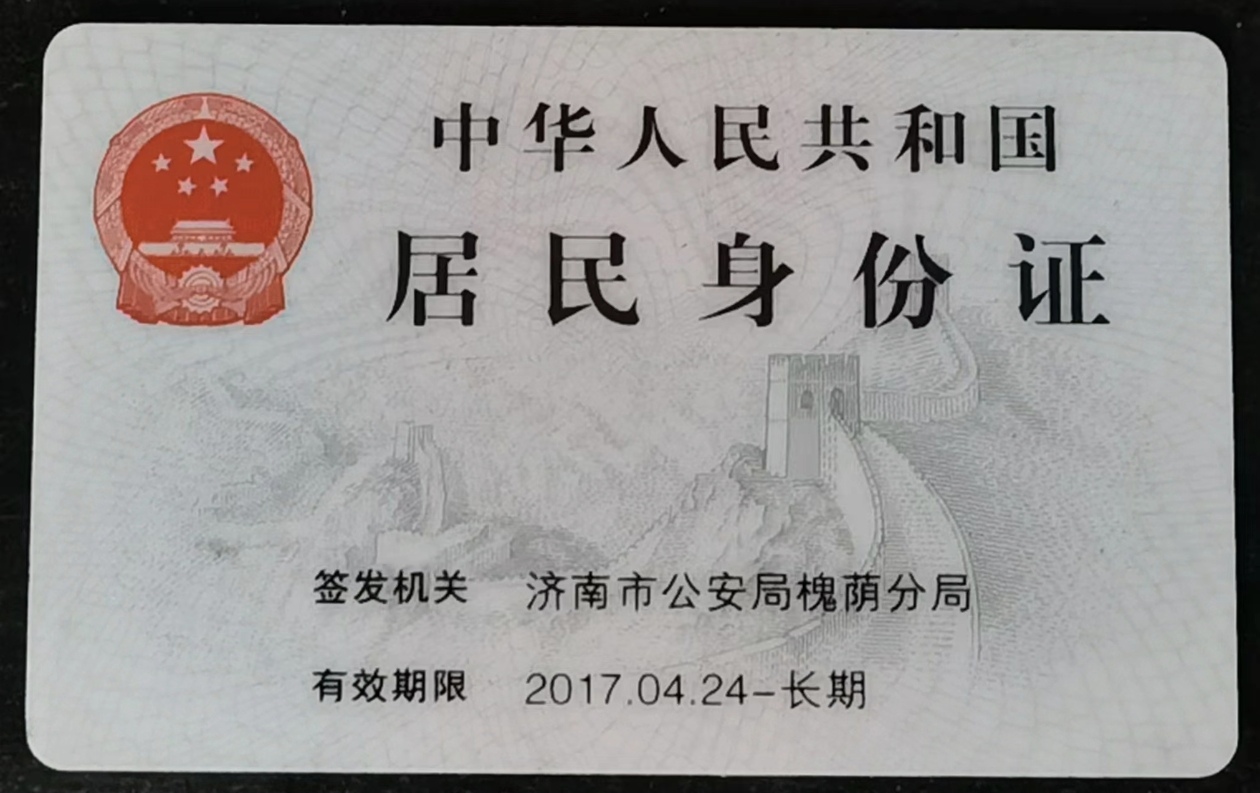 中华人民共和国
居民身份证
签发机关 济南市公安局槐荫分局
有效期限 2017.04.24-长期